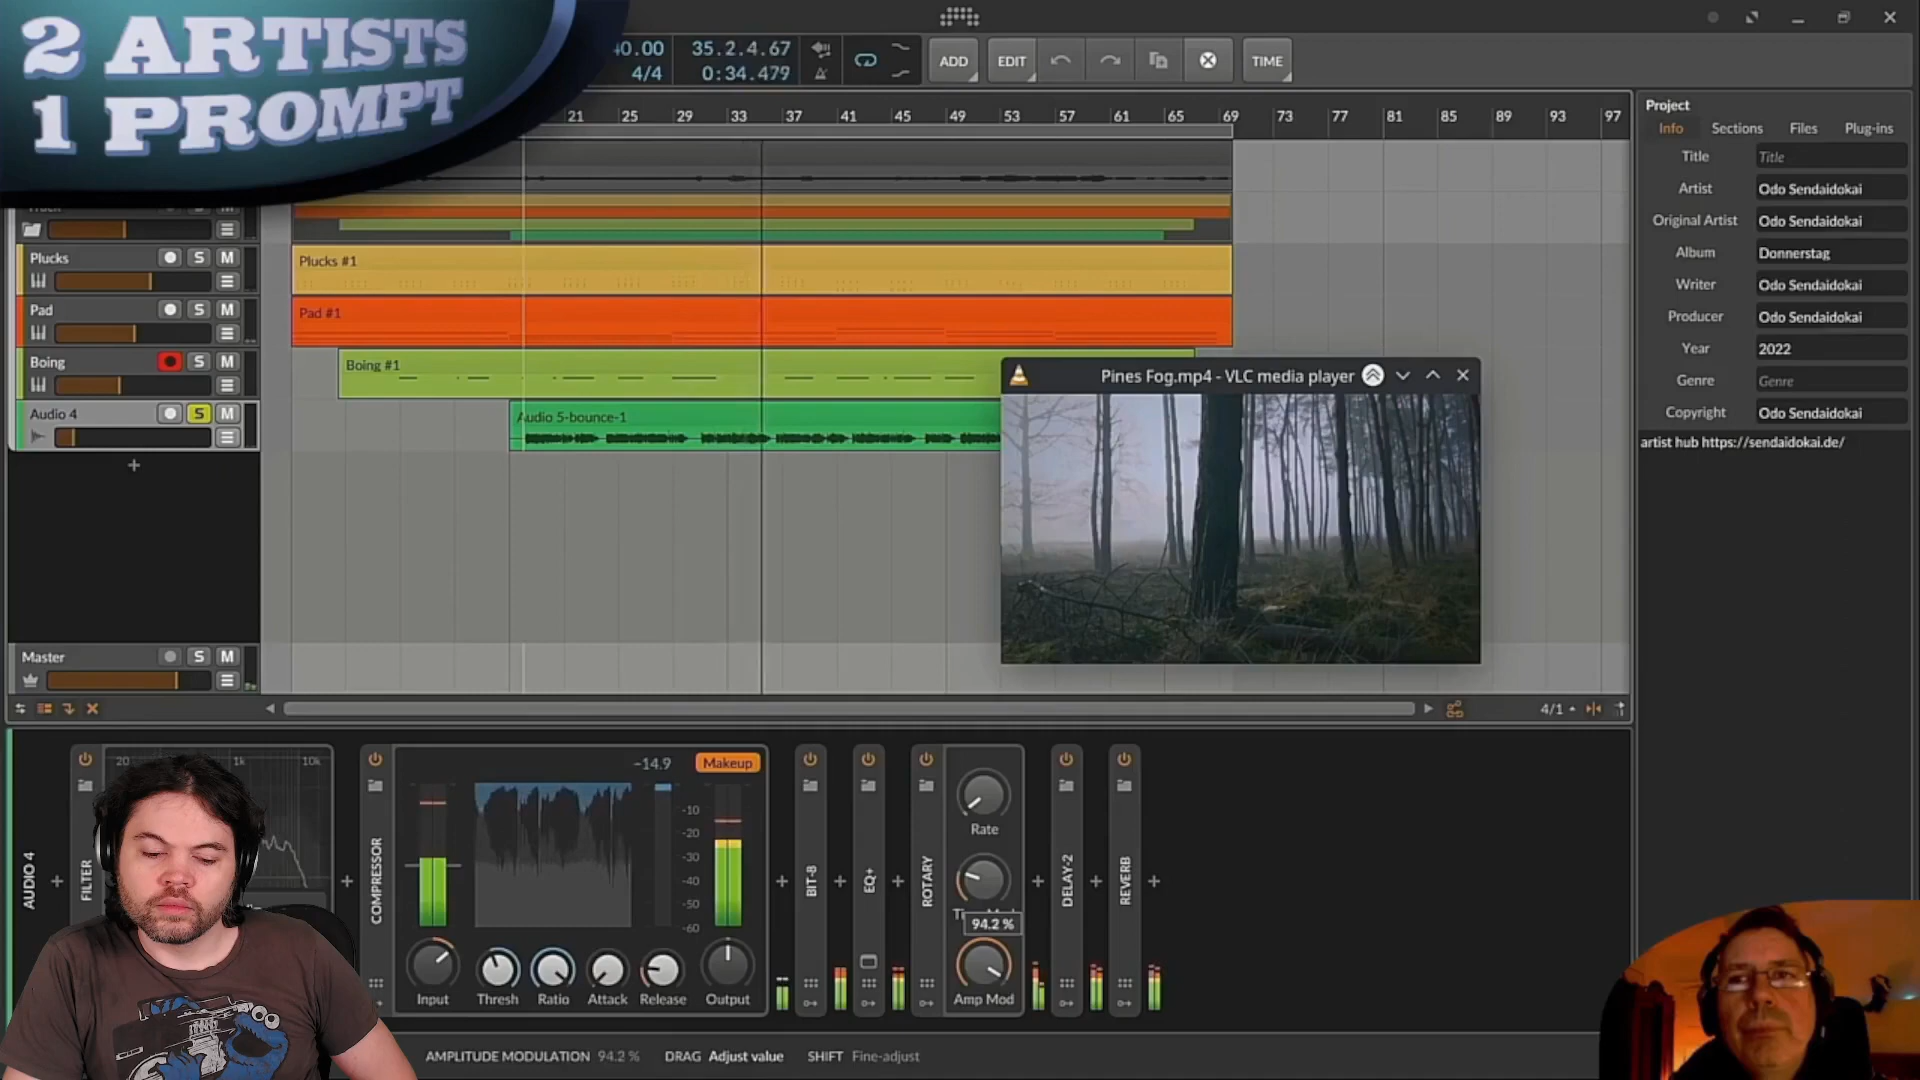 2 ARTISTS
1 PROMPT
40.00
4/4
35.2.4.67
0:34.479
ADD
EDIT
TIME
21 25 29 33 37 41 45 49 53 57 61 65 69 73 77 81 85 89 93 97
Project
Info Sections Files Plug-ins
Title Title
Artist Odo Sendaidokai
Original Artist Odo Sendaidokai
Album Donnerstag
Writer Odo Sendaidokai
Producer Odo Sendaidokai
Year 2022
Genre Genre
Copyright Odo Sendaidokai
artist hub https://sendaidokai.de/
Plucks S M
Plucks #1
Pad S M
Pad #1
Boing S M
Boing #1
Audio 4 S M
Audio 5-bounce-1
Pines Fog.mp4 - VLC media player
Master S M
4/1
AUDIO 4
FILTER
20 1k 10k
COMPRESSOR
-14.9
Makeup
-10
-20
-30
-40
-50
-60
Input Thresh Ratio Attack Release Output
BIT-8
EQ+
ROTARY
Rate
94.2 %
Amp Mod
DELAY-2
REVERB
AMPLITUDE MODULATION 94.2 % DRAG Adjust value SHIFT Fine-adjust